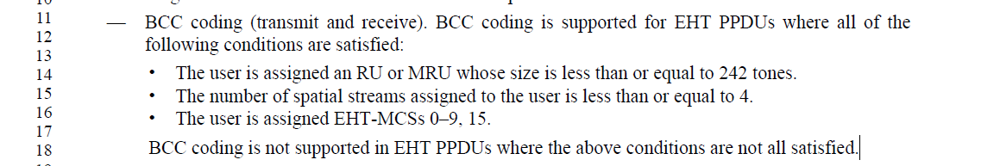 11 — BCC coding (transmit and receive). BCC coding is supported for EHT PPDUs where all of the
12 following conditions are satisfied:
13
14 • The user is assigned an RU or MRU whose size is less than or equal to 242 tones.
15 • The number of spatial streams assigned to the user is less than or equal to 4.
16 • The user is assigned EHT-MCSs 0–9, 15.
17
18 BCC coding is not supported in EHT PPDUs where the above conditions are not all satisfied.